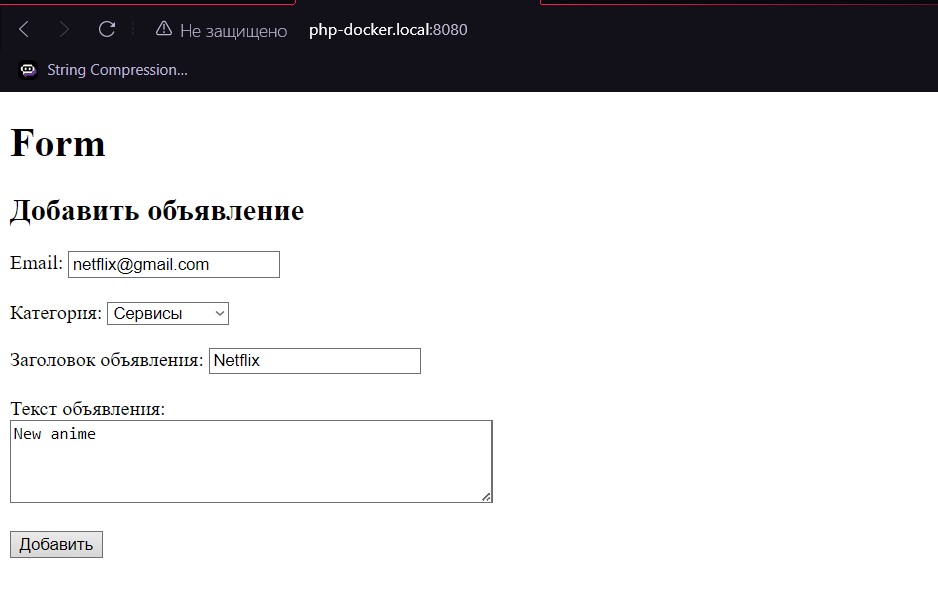 Не защищено php-docker.local:8080
String Compression...
Form
Добавить объявление
Email: netflix@gmail.com
Категория: Сервисы
Заголовок объявления: Netflix
Текст объявления:
New anime
Добавить